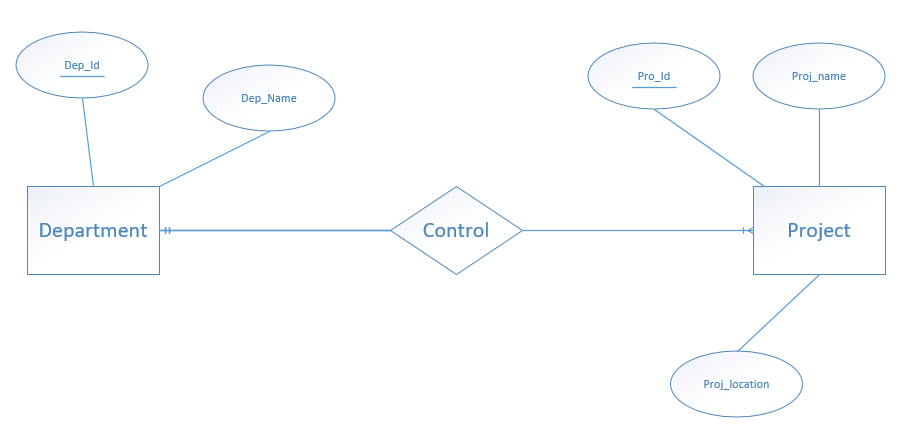 Dep_Id
Dep_Name
Pro_Id
Proj_name
Department
Control
Project
Proj_location